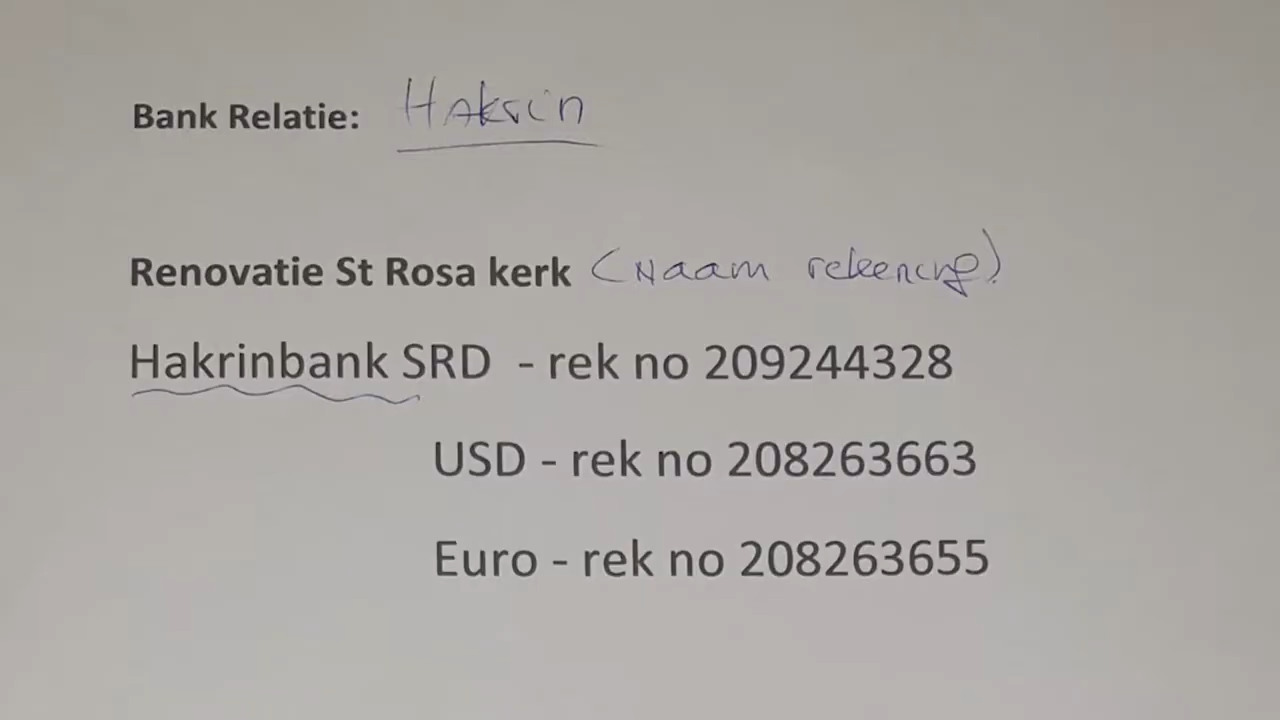 Bank Relatie: Hakrin
Renovatie St Rosa kerk (Naam rekening)
Hakrinbank SRD - rek no 209244328
USD - rek no 208263663
Euro - rek no 208263655